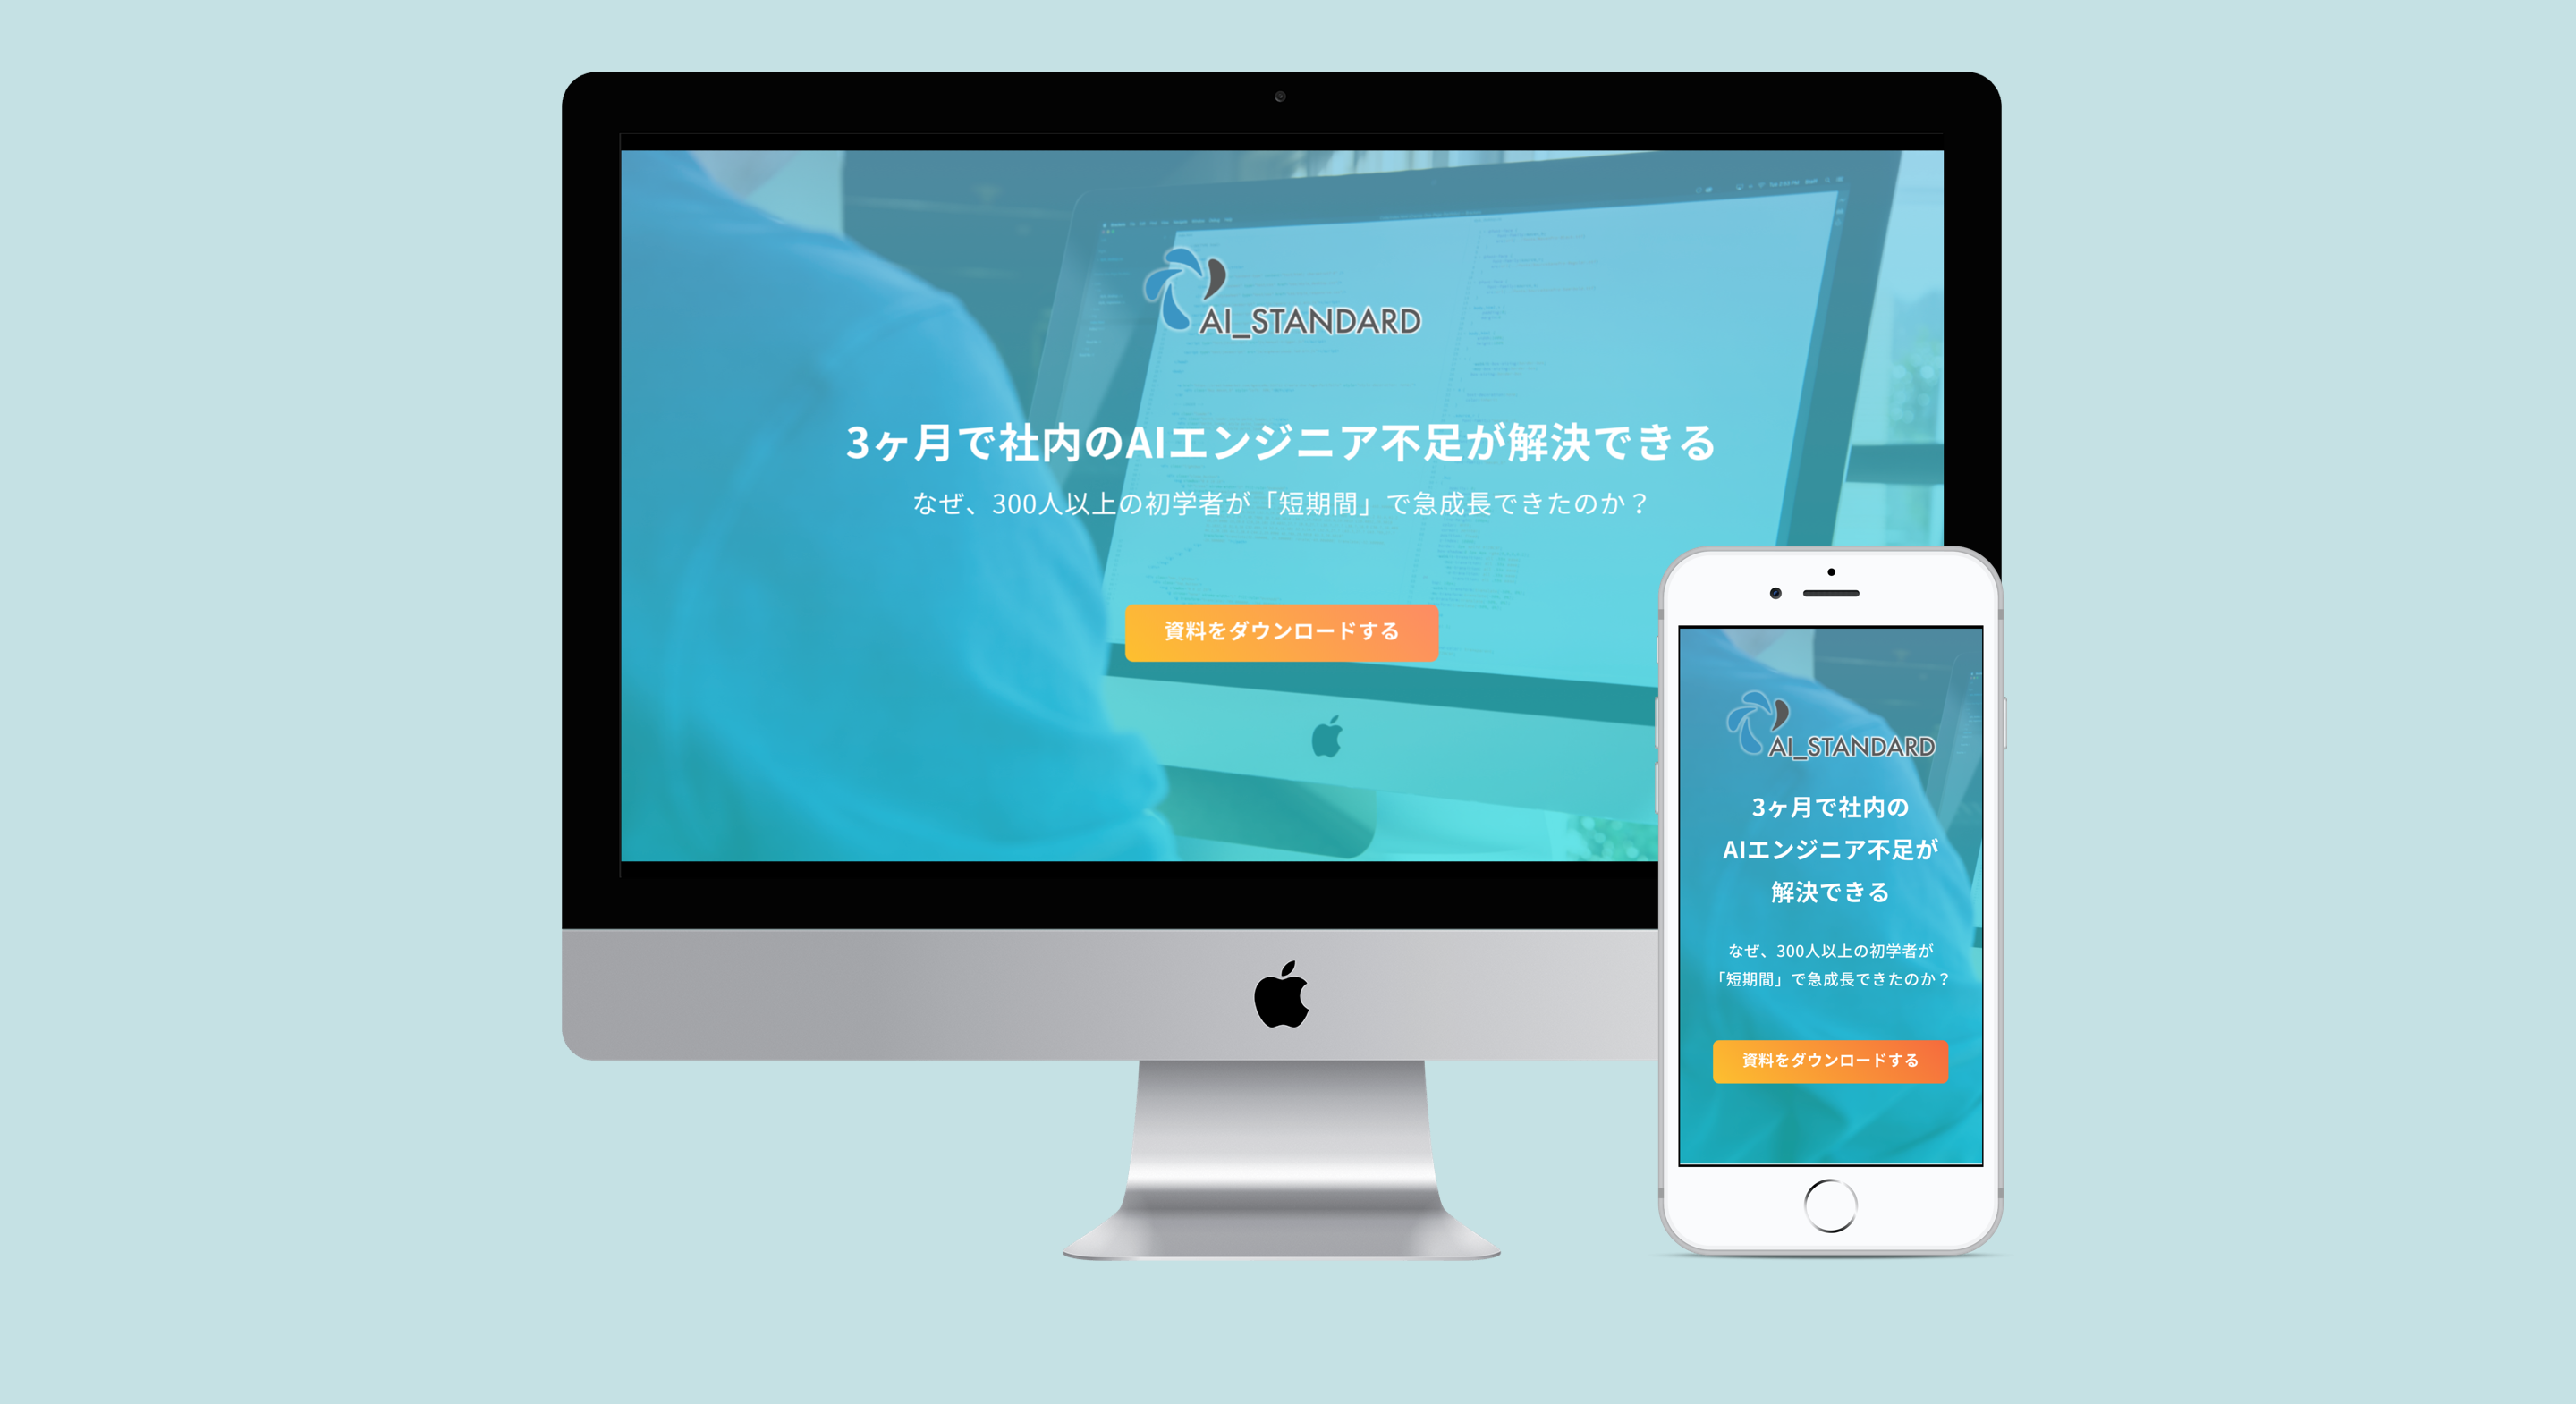 AI_STANDARD
3ヶ月で社内のAIエンジニア不足が解決できる
なぜ、300人以上の初学者が「短期間」で急成長できたのか？
資料をダウンロードする
AI_STANDARD
3ヶ月で社内の
AIエンジニア不足が
解決できる
なぜ、300人以上の初学者が
「短期間」で急成長できたのか？
資料をダウンロードする